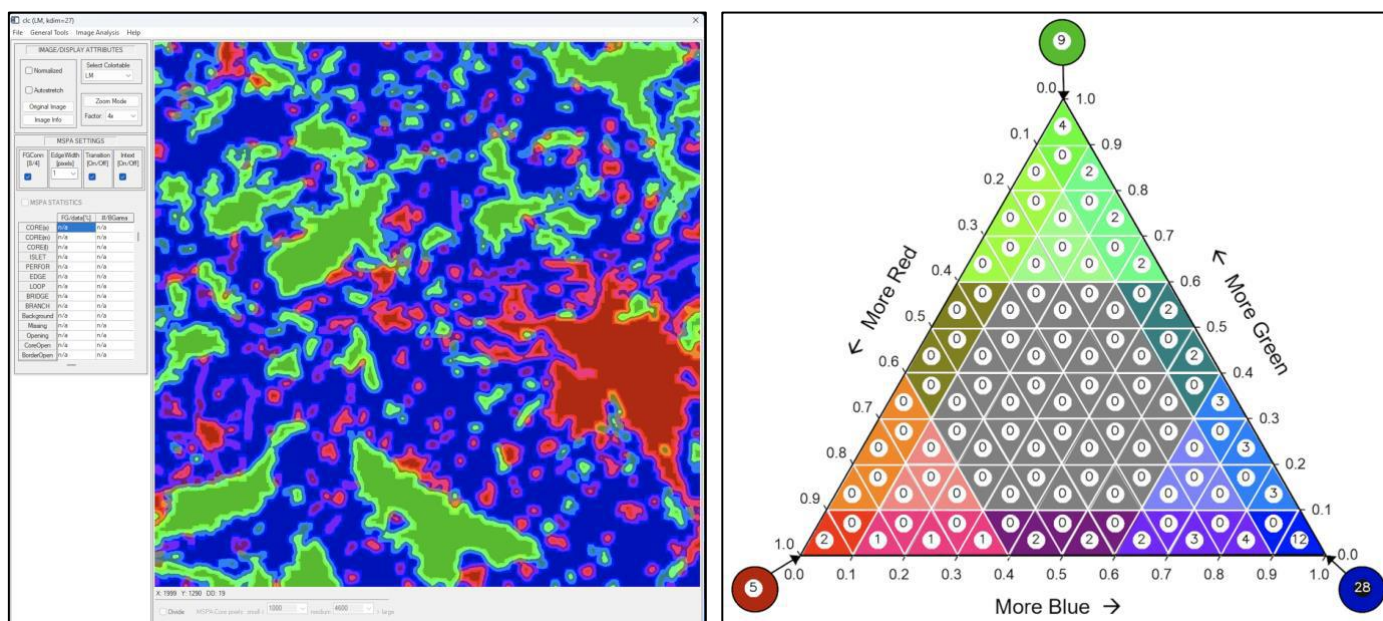 clc (LM, kdim=27)
File General Tools Image Analysis Help
IMAGE/DISPLAY ATTRIBUTES
Normalized
Autostretch
Original Image
Image Info
Select Colortable
LM
Zoom Mode
Factor: 4x
MSPA SETTINGS
FGConn [8/4]
EdgeWidth [pixels]
1
Transition [On/Off]
Intext [On/Off]
MSPA STATISTICS
FG/data[%] #/BGarea
CORE(s) n/a n/a
CORE(m) n/a n/a
CORE(l) n/a n/a
ISLET n/a n/a
PERFOR n/a n/a
EDGE n/a n/a
LOOP n/a n/a
BRIDGE n/a n/a
BRANCH n/a n/a
Background n/a n/a
Missing n/a n/a
Opening n/a n/a
CoreOpen n/a n/a
BorderOpen n/a n/a
X: 1999 Y: 1290 DD: 19
Divide MSPA-Core pixels: small < 1000 < medium < 4600 < large
9
0.0 1.0
4
0.1 0.9
0
0 2
0.2 0.8
0 0
0 0 2
0.3 0.7
0 0 0
0 0 0 2
0.4 0.6
0 0 0 0
0 0 0 0 2
0.5 0.5
0 0 0 0 0
0 0 0 0 0 2
0.6 0.4
0 0 0 0 0 0
0 0 0 0 0 0 3
0.7 0.3
0 0 0 0 0 0 0
0 0 0 0 0 0 0 3
0.8 0.2
0 0 0 0 0 0 0 0
0 0 0 0 0 0 0 0 3
0.9 0.1
0 0 0 0 0 0 0 0 0
2 1 1 1 2 2 2 3 4 12
1.0 0.0
0.0 0.1 0.2 0.3 0.4 0.5 0.6 0.7 0.8 0.9 1.0
← More Red
← More Green
More Blue →
5
28